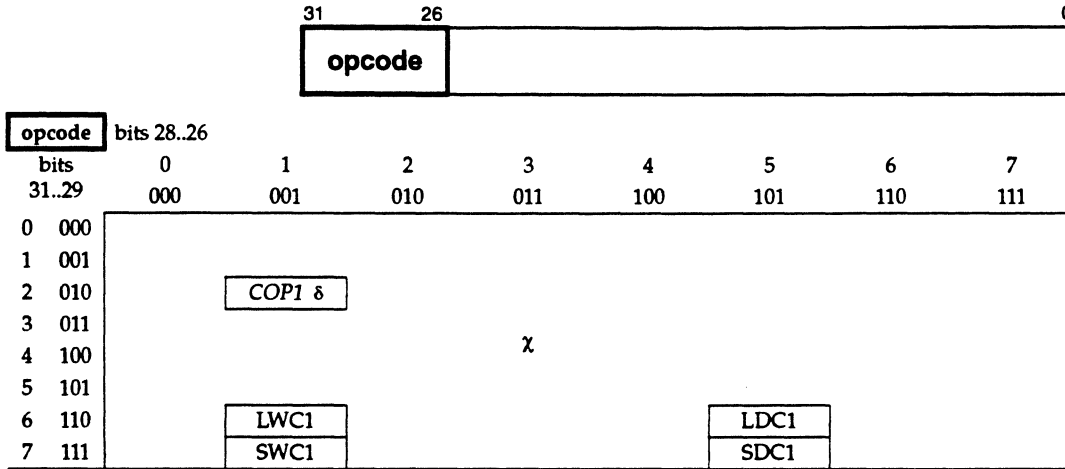 31 26 0
opcode
opcode bits 28..26
bits 0 1 2 3 4 5 6 7
31..29 000 001 010 011 100 101 110 111
0 000
1 001
2 010 COP1 δ
3 011
χ
4 100
5 101
6 110 LWC1 LDC1
7 111 SWC1 SDC1